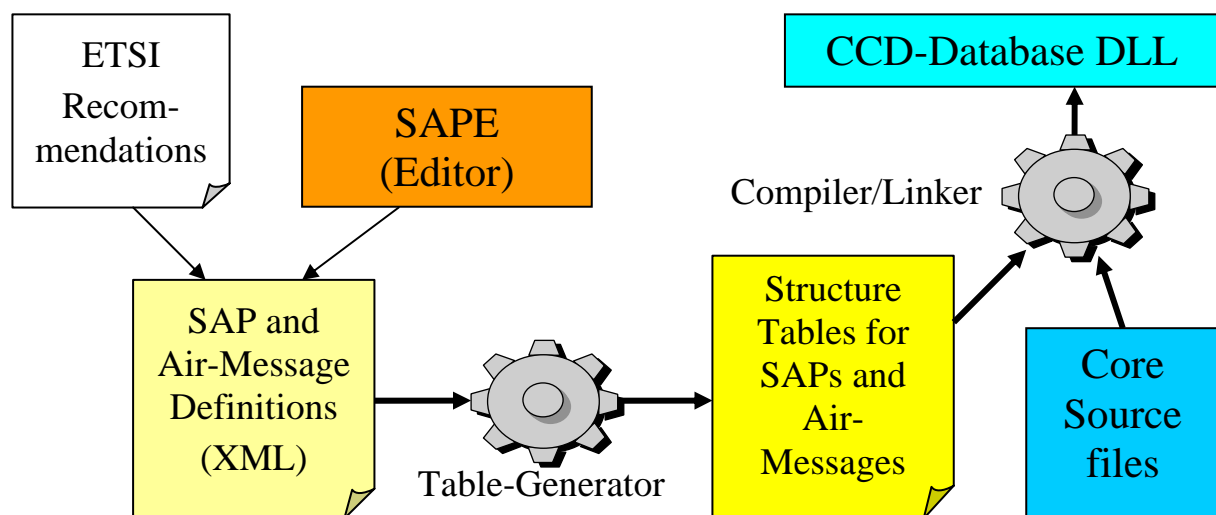 ETSI
Recom-
mendations
SAPE
(Editor)
SAP and
Air-Message
Definitions
(XML)
Table-Generator
Structure
Tables for
SAPs and
Air-
Messages
Compiler/Linker
CCD-Database DLL
Core
Source
files